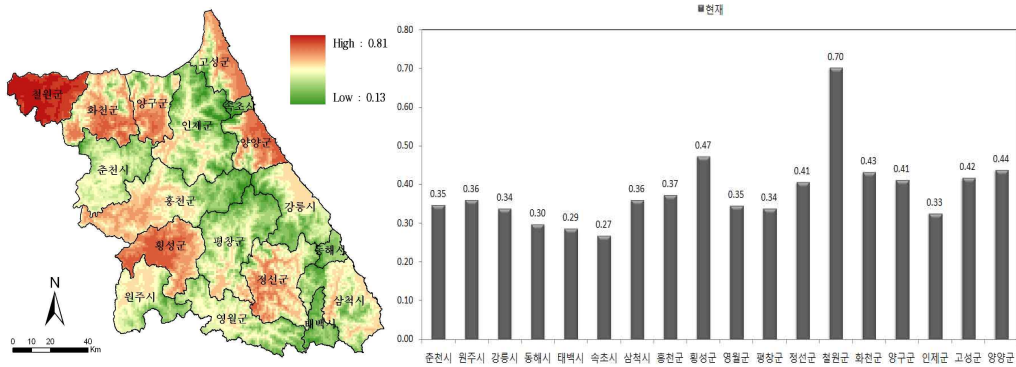 High : 0.81
Low : 0.13
고성군
철원군
화천군
양구군
속초시
인제군
양양군
춘천시
홍천군
강릉시
횡성군
평창군
동해시
정선군
원주시
삼척시
영월군
태백시
N
0 10 20 40
Km
현재
0.80
0.70
0.60
0.50
0.40
0.30
0.20
0.10
0.00
0.35 0.36 0.34 0.30 0.29 0.27 0.36 0.37 0.47 0.35 0.34 0.41 0.70 0.43 0.41 0.33 0.42 0.44
춘천시 원주시 강릉시 동해시 태백시 속초시 삼척시 홍천군 횡성군 영월군 평창군 정선군 철원군 화천군 양구군 인제군 고성군 양양군